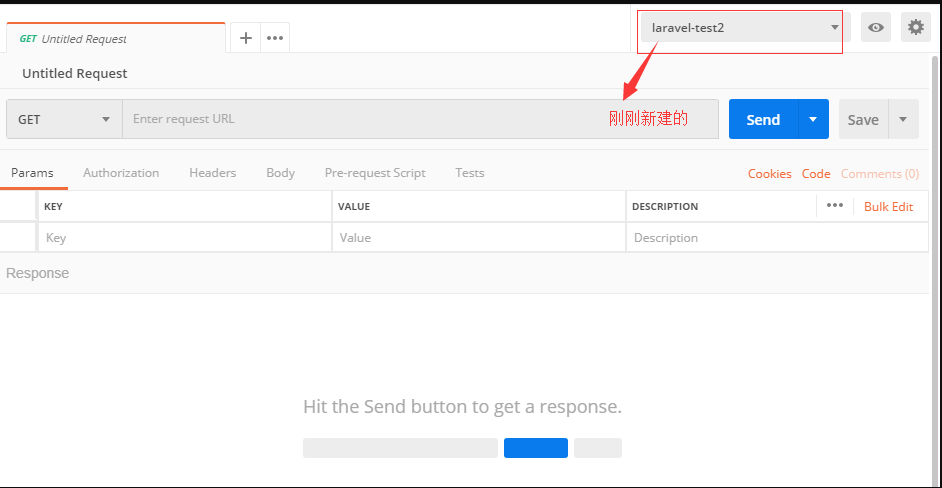 GET Untitled Request
laravel-test2
Untitled Request
GET Enter request URL 刚刚新建的 Send Save
Params Authorization Headers Body Pre-request Script Tests Cookies Code Comments (0)
KEY VALUE DESCRIPTION Bulk Edit
Key Value Description
Response
Hit the Send button to get a response.